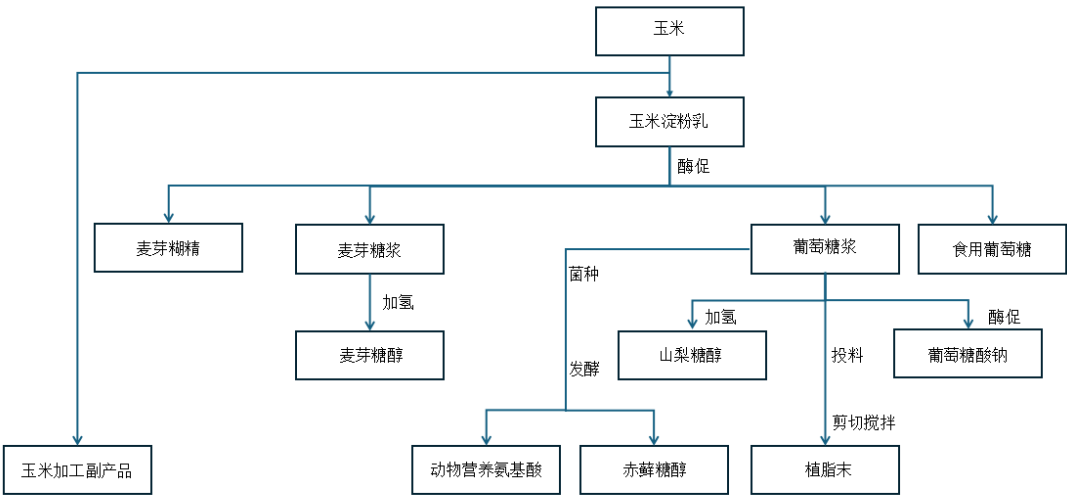 玉米
玉米淀粉乳
酶促
麦芽糊精
麦芽糖浆
葡萄糖浆
食用葡萄糖
菌种
加氢
加氢
酶促
麦芽糖醇
山梨糖醇
投料
葡萄糖酸钠
发酵
剪切搅拌
玉米加工副产品
动物营养氨基酸
赤藓糖醇
植脂末